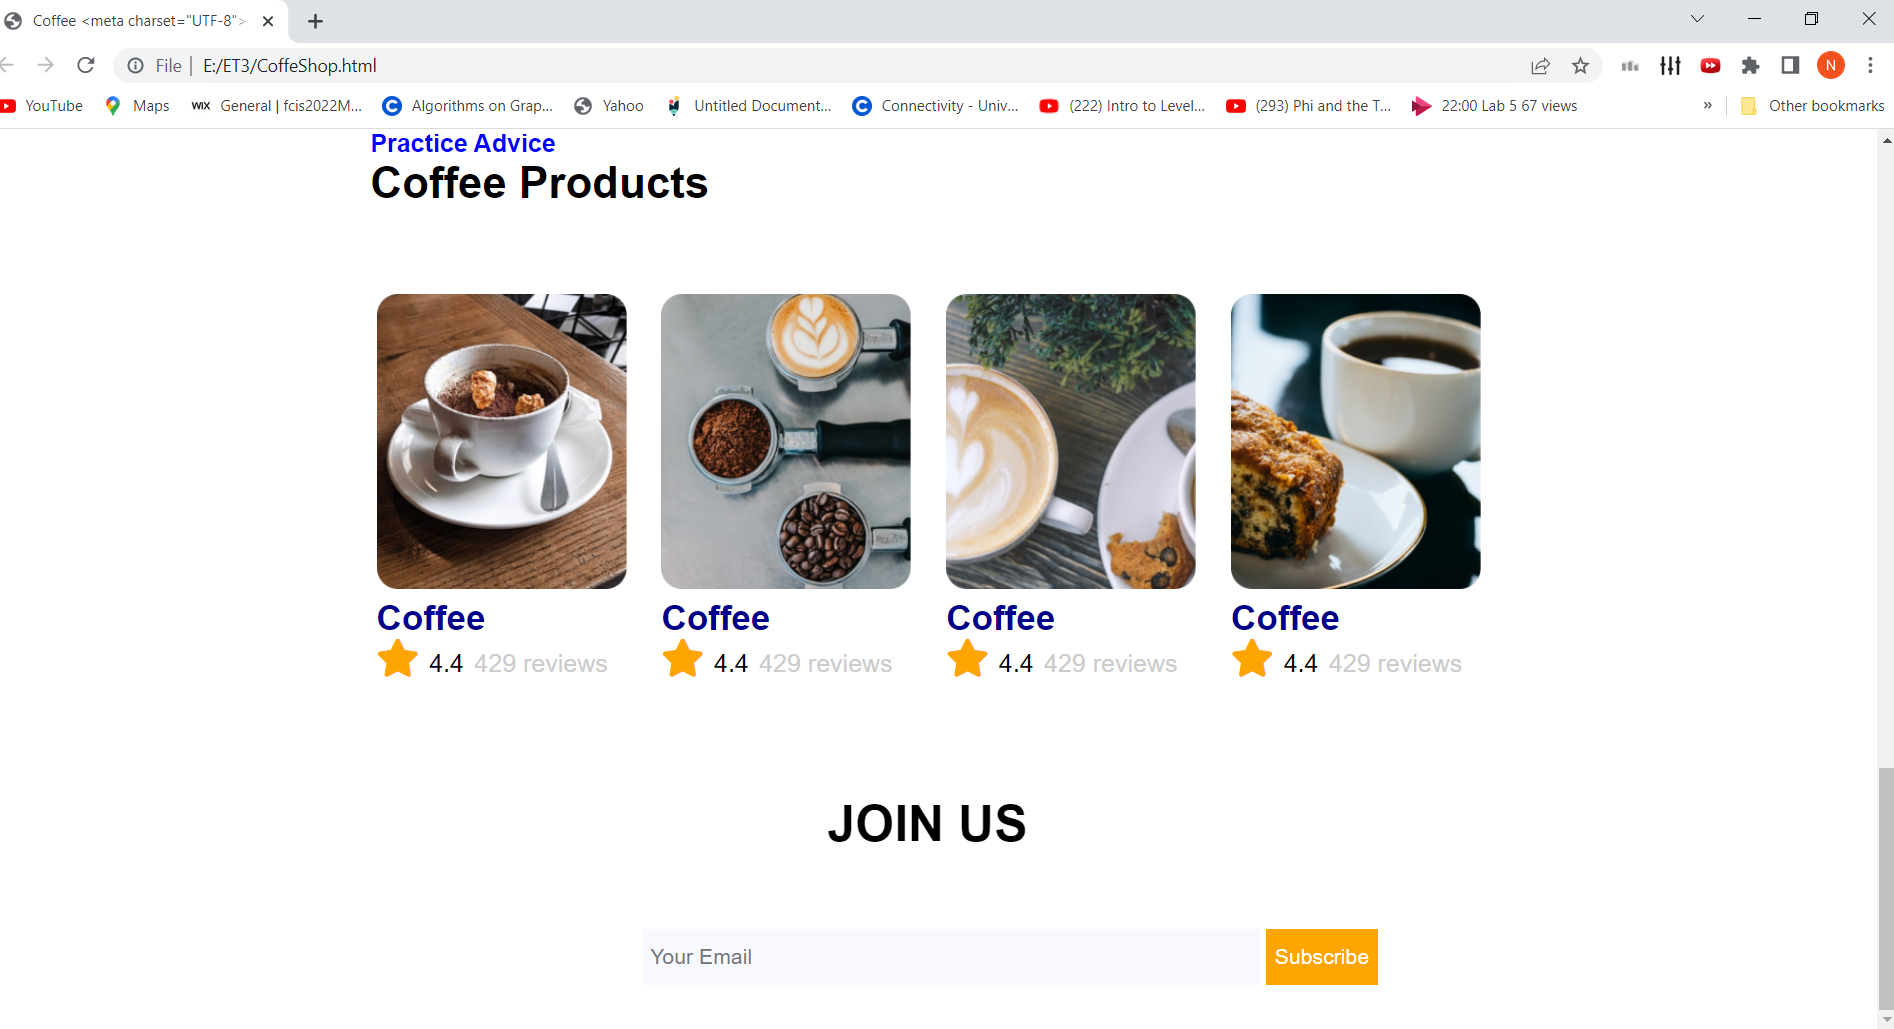 Coffee <meta charset="UTF-8">
File | E:/ET3/CoffeShop.html
YouTube Maps WIX General | fcis2022M... Algorithms on Grap... Yahoo Untitled Document... Connectivity - Univ... (222) Intro to Level... (293) Phi and the T... 22:00 Lab 5 67 views » Other bookmarks
N
Practice Advice
Coffee Products
Coffee Coffee Coffee Coffee
4.4 429 reviews 4.4 429 reviews 4.4 429 reviews 4.4 429 reviews
JOIN US
Your Email Subscribe